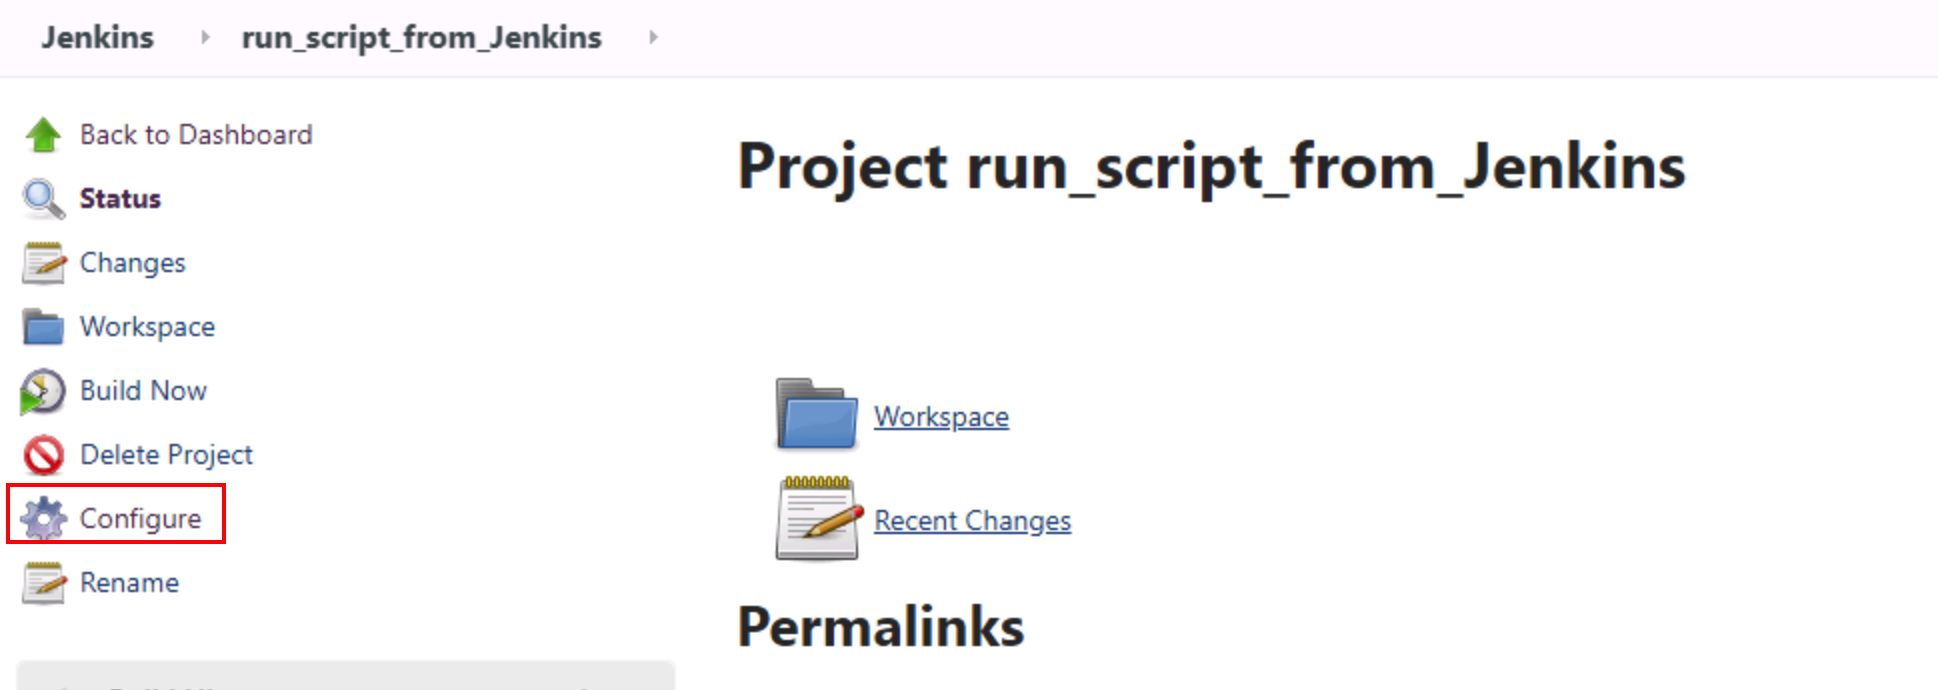 Jenkins run_script_from_Jenkins
Back to Dashboard
Status
Changes
Workspace
Build Now
Delete Project
Configure
Rename
Project run_script_from_Jenkins
Workspace
Recent Changes
Permalinks